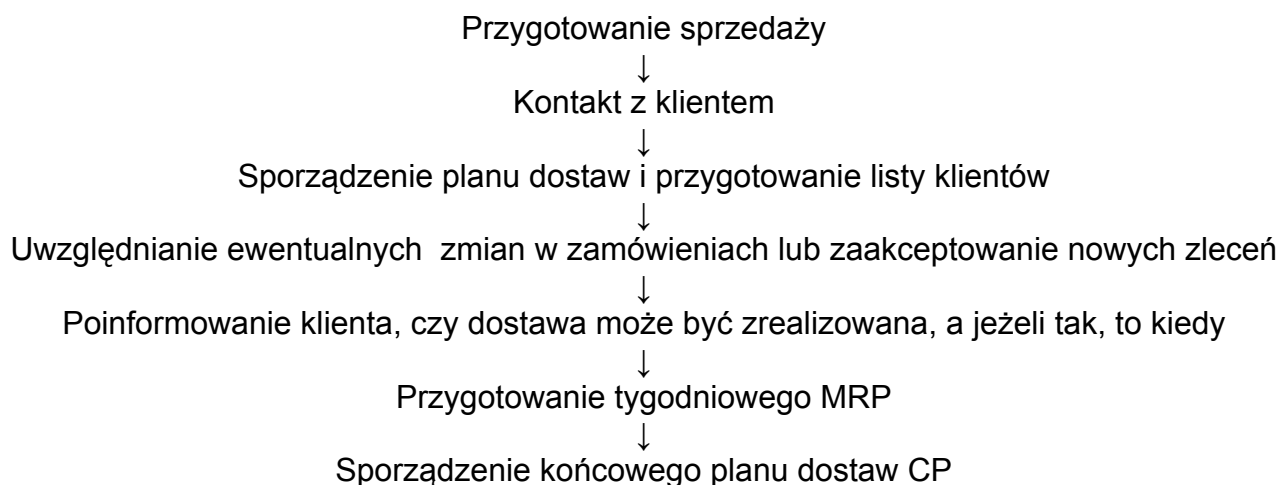 Przygotowanie sprzedaży
↓
Kontakt z klientem
↓
Sporządzenie planu dostaw i przygotowanie listy klientów
↓
Uwzględnianie ewentualnych  zmian w zamówieniach lub zaakceptowanie nowych zleceń
↓
Poinformowanie klienta, czy dostawa może być zrealizowana, a jeżeli tak, to kiedy
↓
Przygotowanie tygodniowego MRP
↓
Sporządzenie końcowego planu dostaw CP